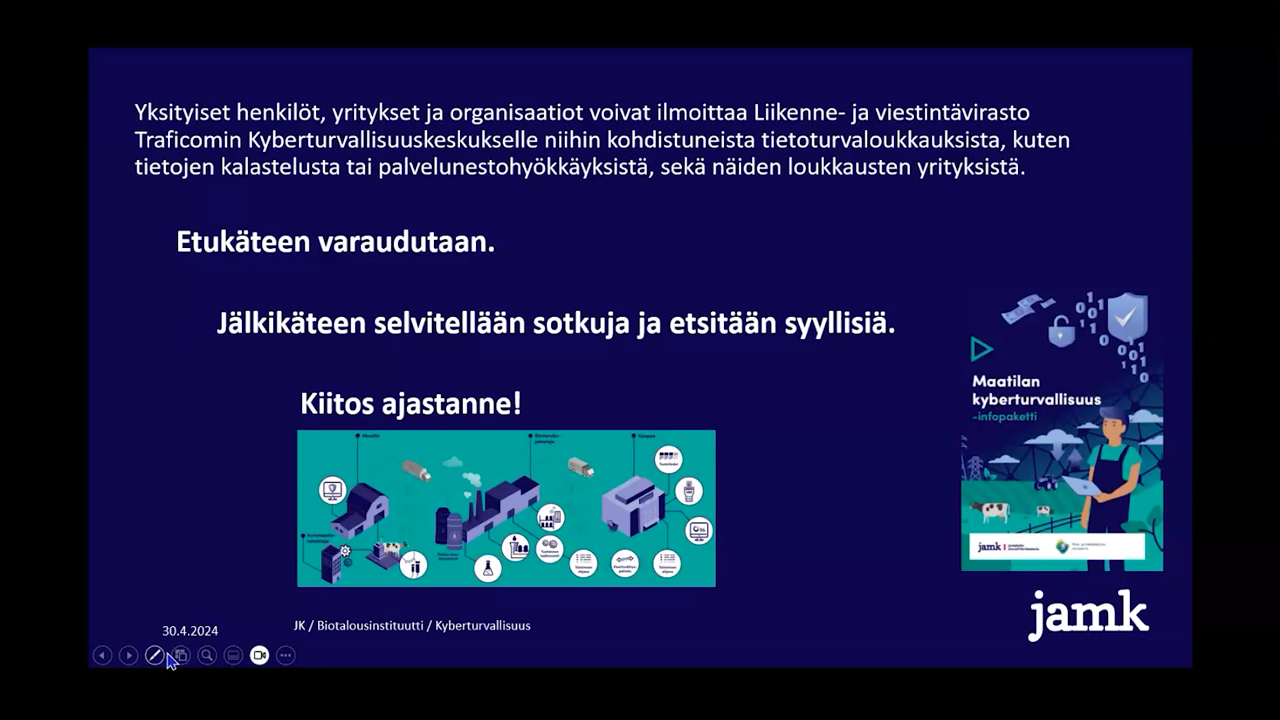 Yksityiset henkilöt, yritykset ja organisaatiot voivat ilmoittaa Liikenne- ja viestintävirasto
Traficomin Kyberturvallisuuskeskukselle niihin kohdistuneista tietoturvaloukkauksista, kuten
tietojen kalastelusta tai palvelunestohyökkäyksistä, sekä näiden loukkausten yrityksistä.
Etukäteen varaudutaan.
Jälkikäteen selvitellään sotkuja ja etsitään syyllisiä.
Maatilan
kyberturvallisuus
-infopaketti
jamk
Kiitos ajastanne!
jamk
30.4.2024
JK / Biotalousinstituutti / Kyberturvallisuus